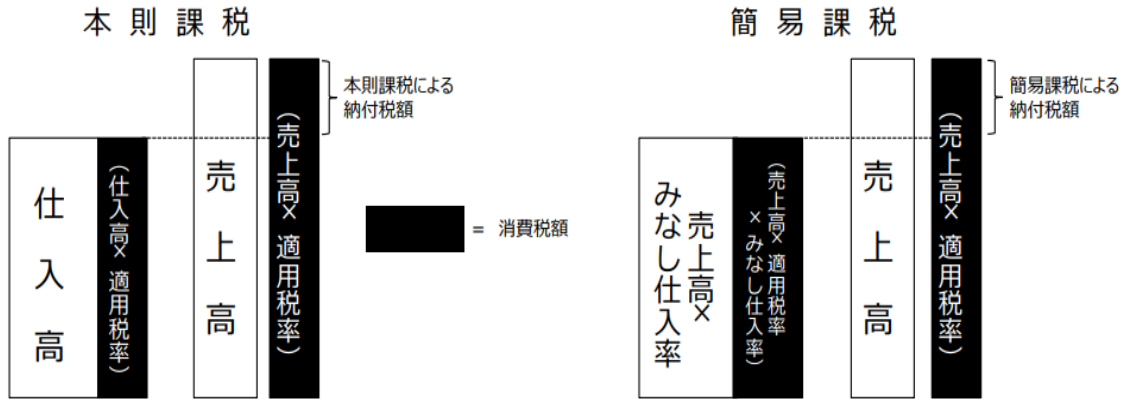 本則課税
本則課税による
納付税額
仕入高
(仕入高×適用税率)
売上高
(売上高×適用税率)
= 消費税額
簡易課税
簡易課税による
納付税額
売上高×
みなし仕入率
(売上高×適用税率
×みなし仕入率)
売上高
(売上高×適用税率)